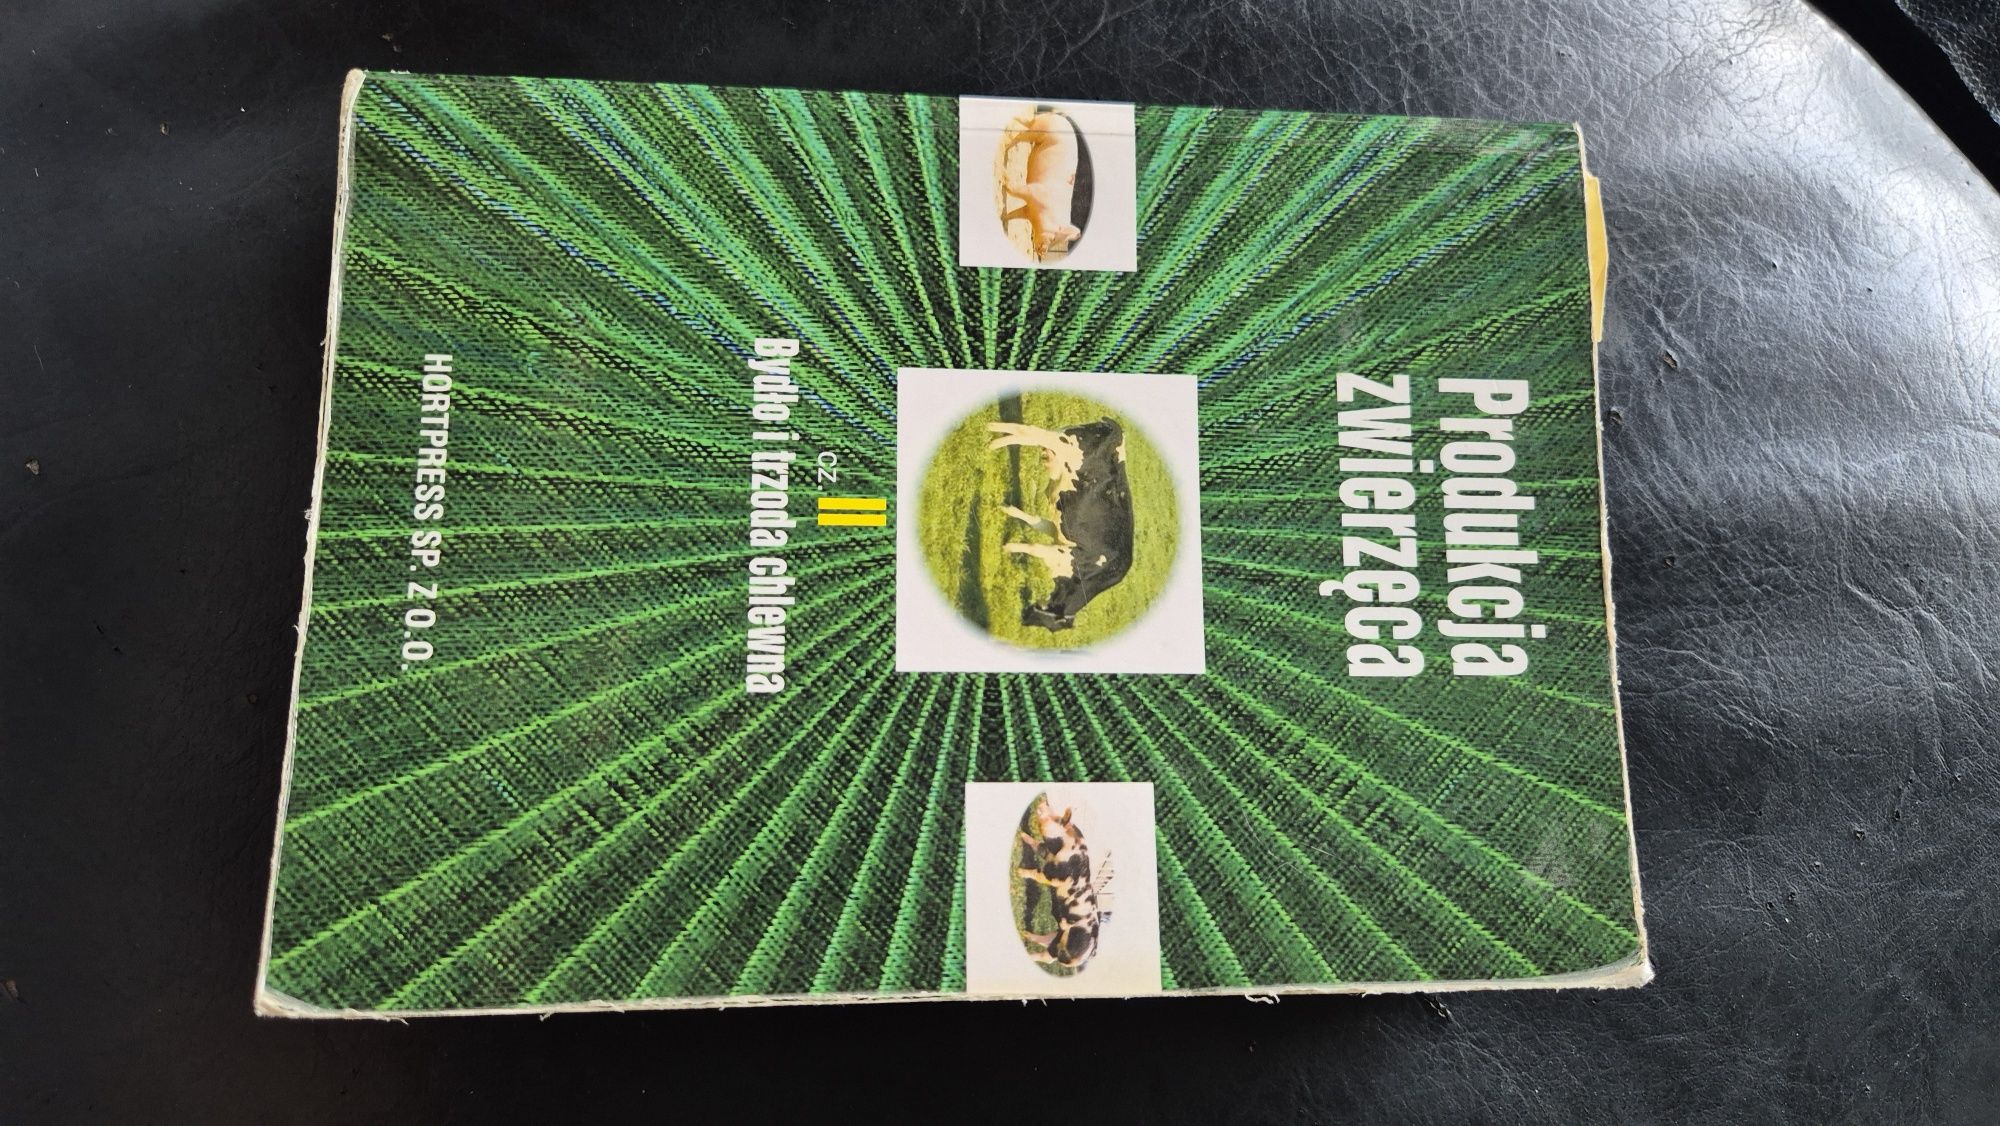 Produkcja
zwierzęca
cz. II
Bydło i trzoda chlewna
HORTPRESS SP. Z O.O.